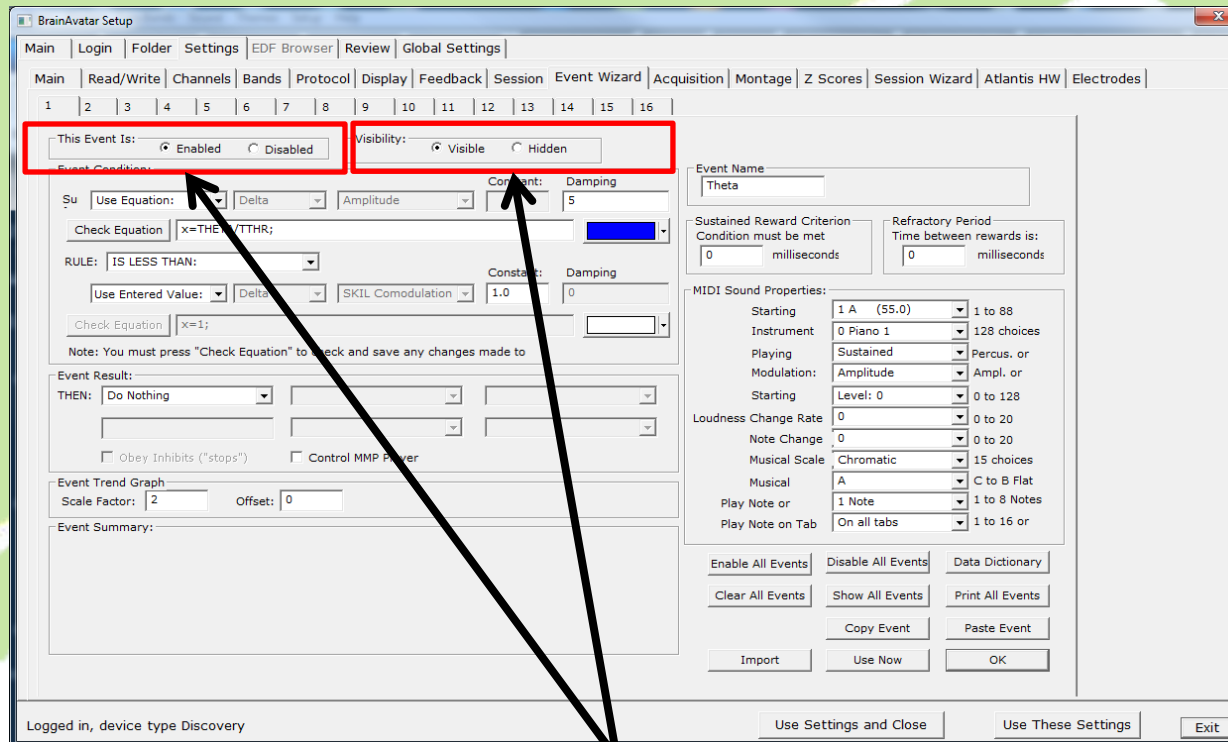 BrainAvatar Setup
Main Login Folder Settings EDF Browser Review Global Settings
Main Read/Write Channels Bands Protocol Display Feedback Session Event Wizard Acquisition Montage Z Scores Session Wizard Atlantis HW Electrodes
1 2 3 4 5 6 7 8 9 10 11 12 13 14 15 16
This Event Is: Enabled Disabled
Visibility: Visible Hidden
Event Condition:
Constant: Damping
Su Use Equation: Delta Amplitude 5
Check Equation x=THETA/TTHR;
RULE: IS LESS THAN:
Constant: Damping
Use Entered Value: Delta SKIL Comodulation 1.0 0
Check Equation x=1;
Note: You must press "Check Equation" to check and save any changes made to
Event Result:
THEN: Do Nothing
Obey Inhibits ("stops") Control MMP Player
Event Trend Graph
Scale Factor: 2 Offset: 0
Event Summary:
Event Name
Theta
Sustained Reward Criterion
Condition must be met
0 milliseconds
Refractory Period
Time between rewards is:
0 milliseconds
MIDI Sound Properties:
Starting 1 A (55.0) 1 to 88
Instrument 0 Piano 1 128 choices
Playing Sustained Percus. or
Modulation: Amplitude Ampl. or
Starting Level: 0 0 to 128
Loudness Change Rate 0 0 to 20
Note Change 0 0 to 20
Musical Scale Chromatic 15 choices
Musical A C to B Flat
Play Note or 1 Note 1 to 8 Notes
Play Note on Tab On all tabs 1 to 16 or
Enable All Events Disable All Events Data Dictionary
Clear All Events Show All Events Print All Events
Copy Event Paste Event
Import Use Now OK
Logged in, device type Discovery
Use Settings and Close Use These Settings Exit